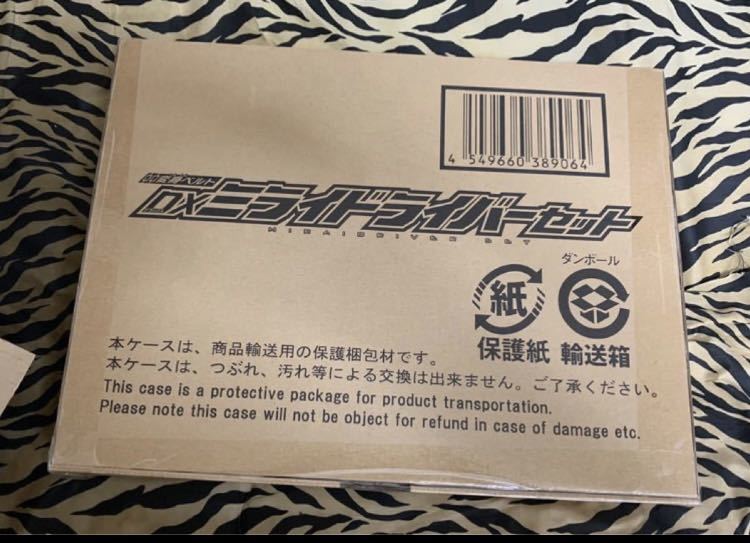 4 549660 389064
変身ベルト
DXミライドライバーセット
MIRAIDRIVER SET
ダンボール
紙
保護紙 輸送箱
本ケースは、商品輸送用の保護梱包材です。
本ケースは、つぶれ、汚れ等による交換は出来ません。ご了承ください。
This case is a protective package for product transportation.
Please note this case will not be object for refund in case of damage etc.